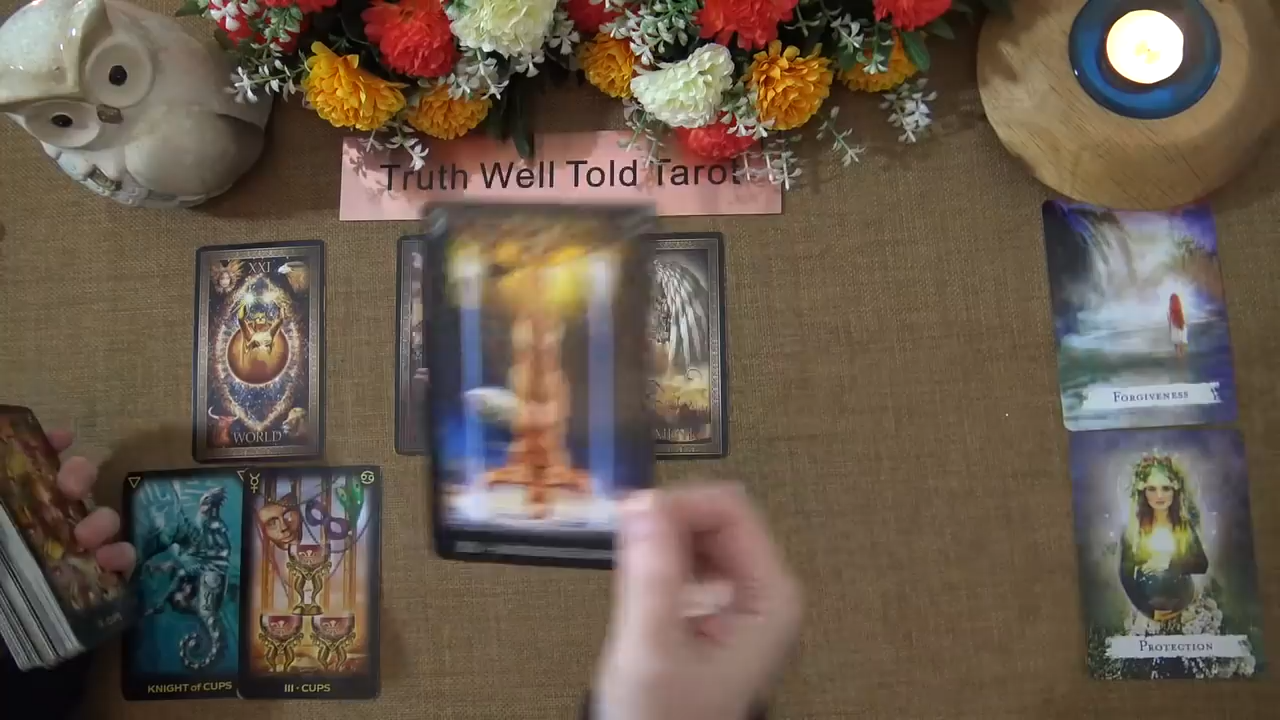 Truth Well Told Tarot
XXI
WORLD
FORGIVENESS
PROTECTION
KNIGHT of CUPS
III • CUPS